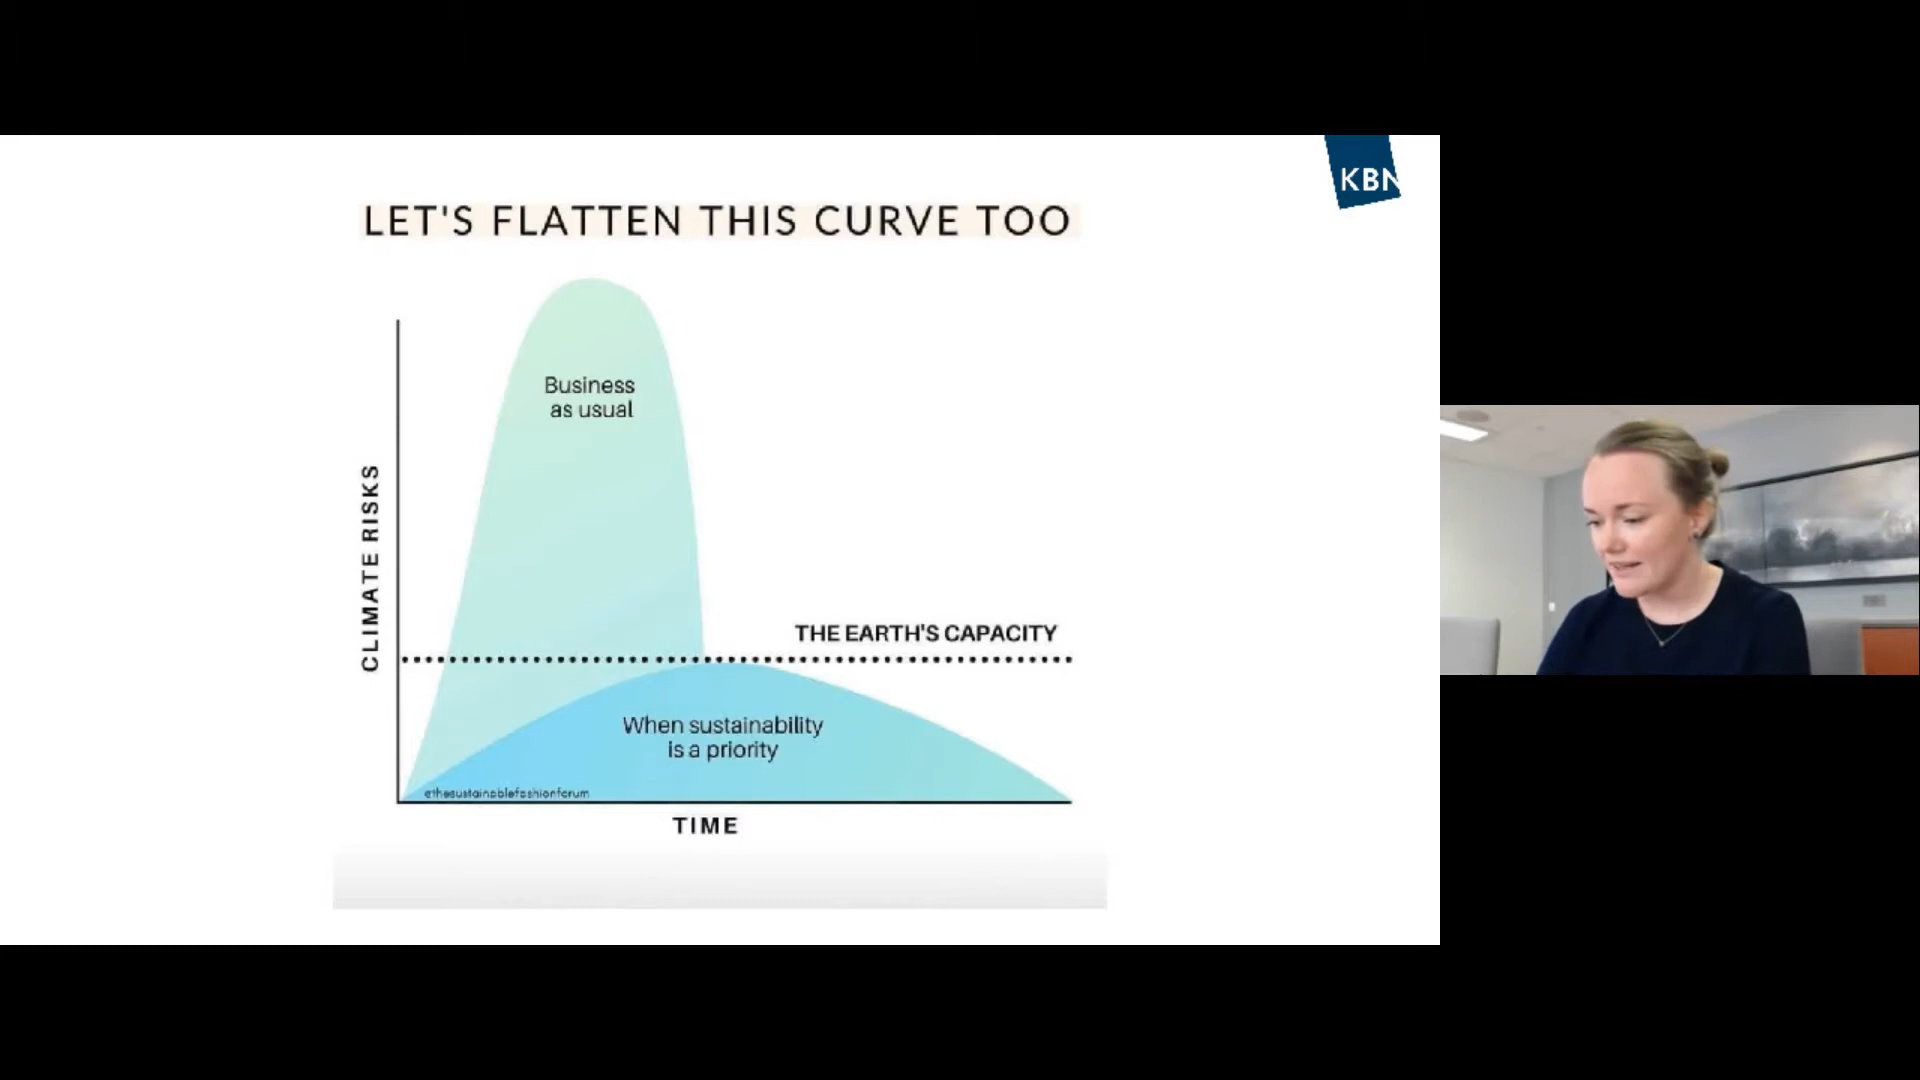 KBN
LET'S FLATTEN THIS CURVE TOO
Business
as usual
CLIMATE RISKS
THE EARTH'S CAPACITY
When sustainability
is a priority
@thesustainablefashionforum
TIME